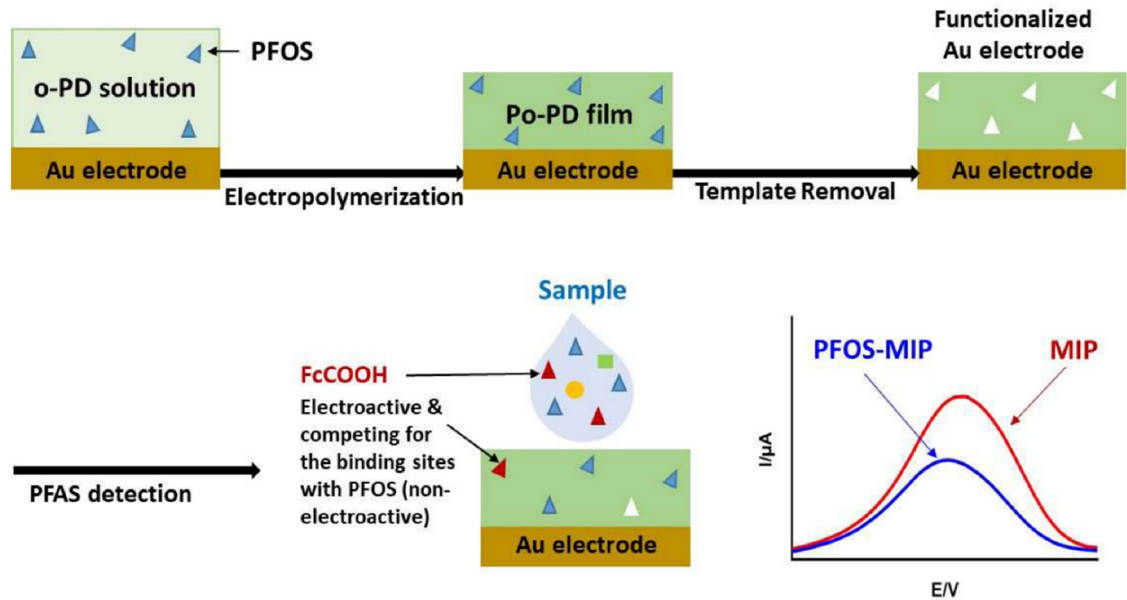 PFOS
o-PD solution
Au electrode
Electropolymerization
Po-PD film
Au electrode
Template Removal
Functionalized
Au electrode
Au electrode
PFAS detection
Sample
FcCOOH
Electroactive &
competing for
the binding sites
with PFOS (non-
electroactive)
Au electrode
PFOS-MIP
MIP
I/μA
E/V